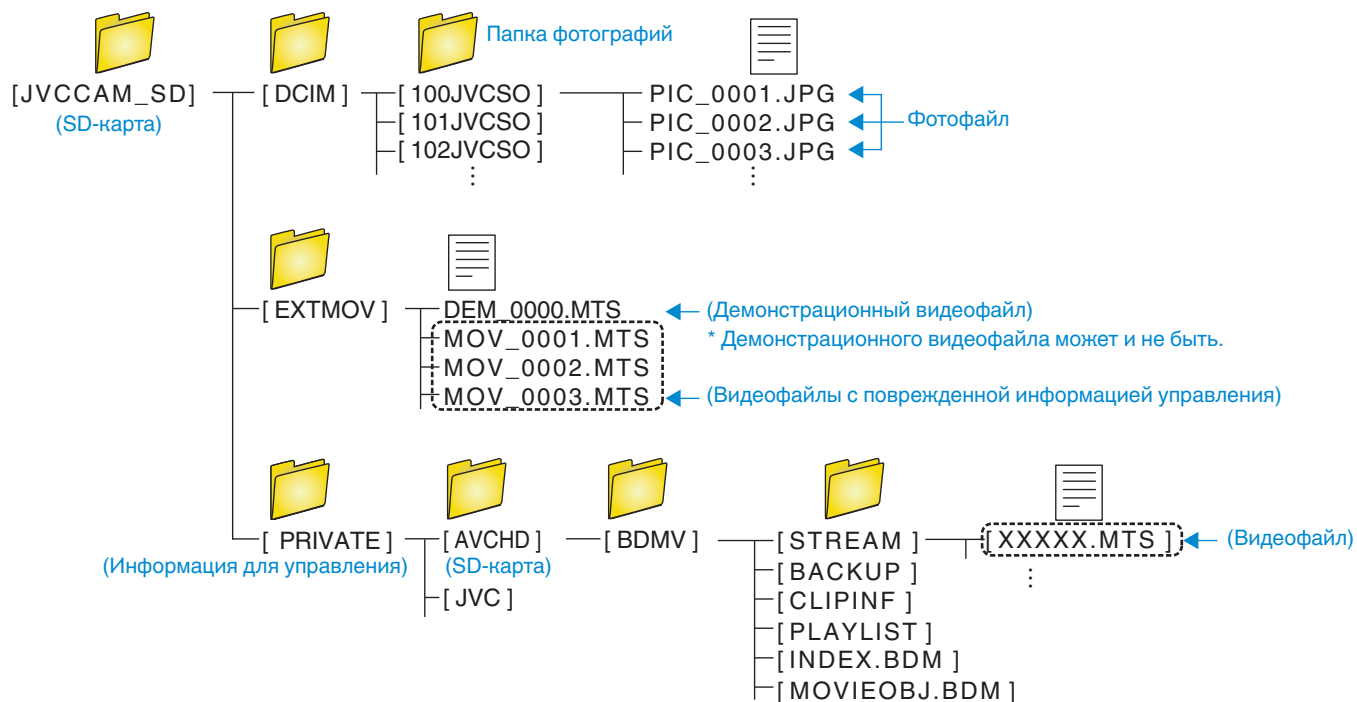 Папка фотографий
[JVCCAM_SD]
(SD-карта)
[ DCIM ]
[ 100JVCSO ]
[ 101JVCSO ]
[ 102JVCSO ]
PIC_0001.JPG
PIC_0002.JPG
PIC_0003.JPG
Фотофайл
[ EXTMOV ]
DEM_0000.MTS
(Демонстрационный видеофайл)
MOV_0001.MTS
* Демонстрационного видеофайла может и не быть.
MOV_0002.MTS
MOV_0003.MTS
(Видеофайлы с поврежденной информацией управления)
[ PRIVATE ]
(Информация для управления)
[ AVCHD ]
(SD-карта)
[ JVC ]
[ BDMV ]
[ STREAM ]
[ BACKUP ]
[ CLIPINF ]
[ PLAYLIST ]
[ INDEX.BDM ]
[ MOVIEOBJ.BDM ]
[ XXXXX.MTS ]
(Видеофайл)